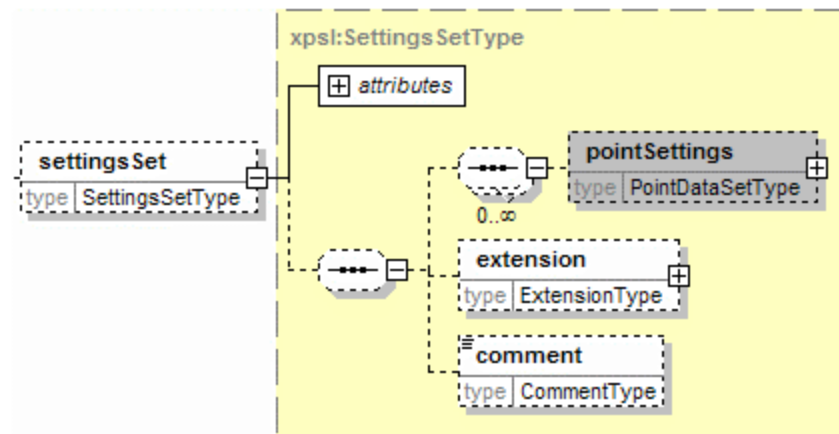 xpsl:SettingsSetType
attributes
settingsSet
type SettingsSetType
pointSettings
type PointDataSetType
0..∞
extension
type ExtensionType
comment
type CommentType